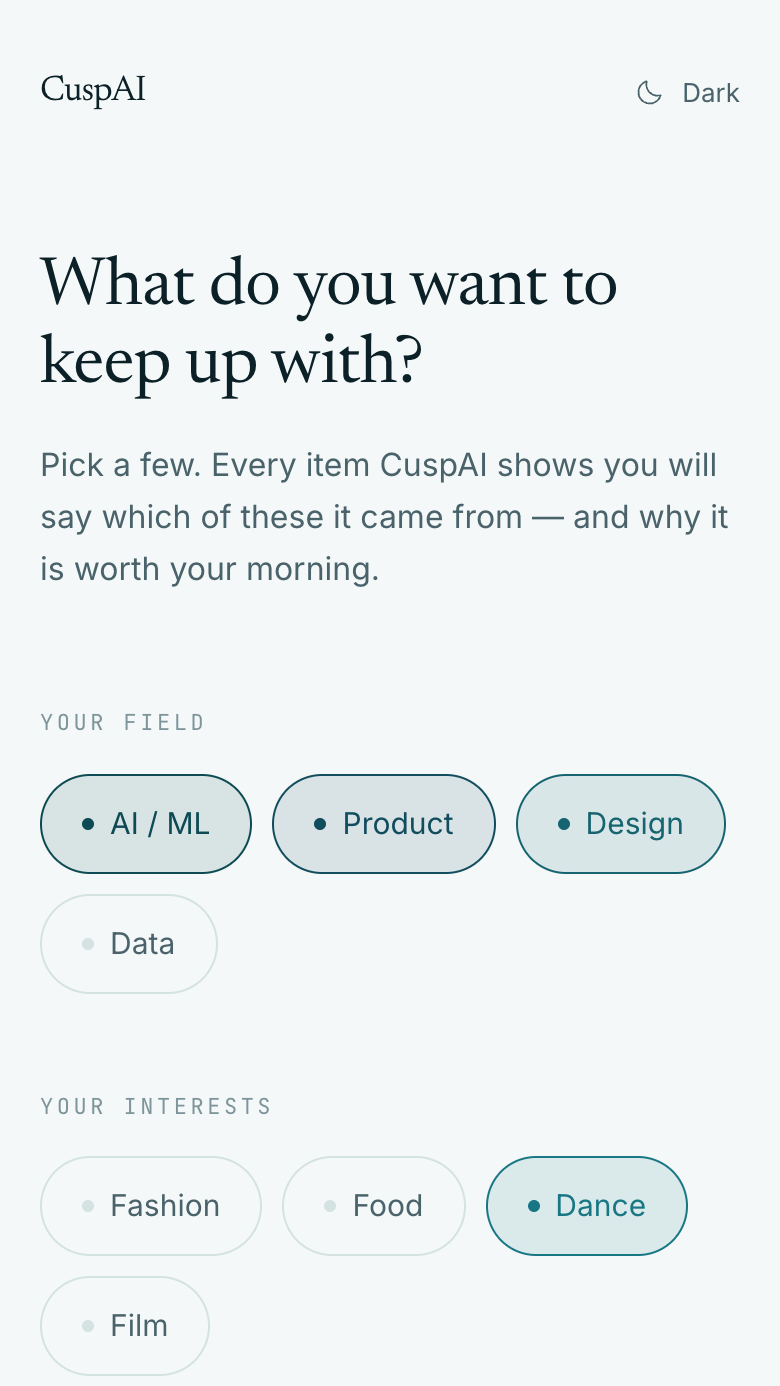 CuspAI
Dark
What do you want to
keep up with?
Pick a few. Every item CuspAI shows you will
say which of these it came from — and why it
is worth your morning.
YOUR FIELD
AI / ML
Product
Design
Data
YOUR INTERESTS
Fashion
Food
Dance
Film